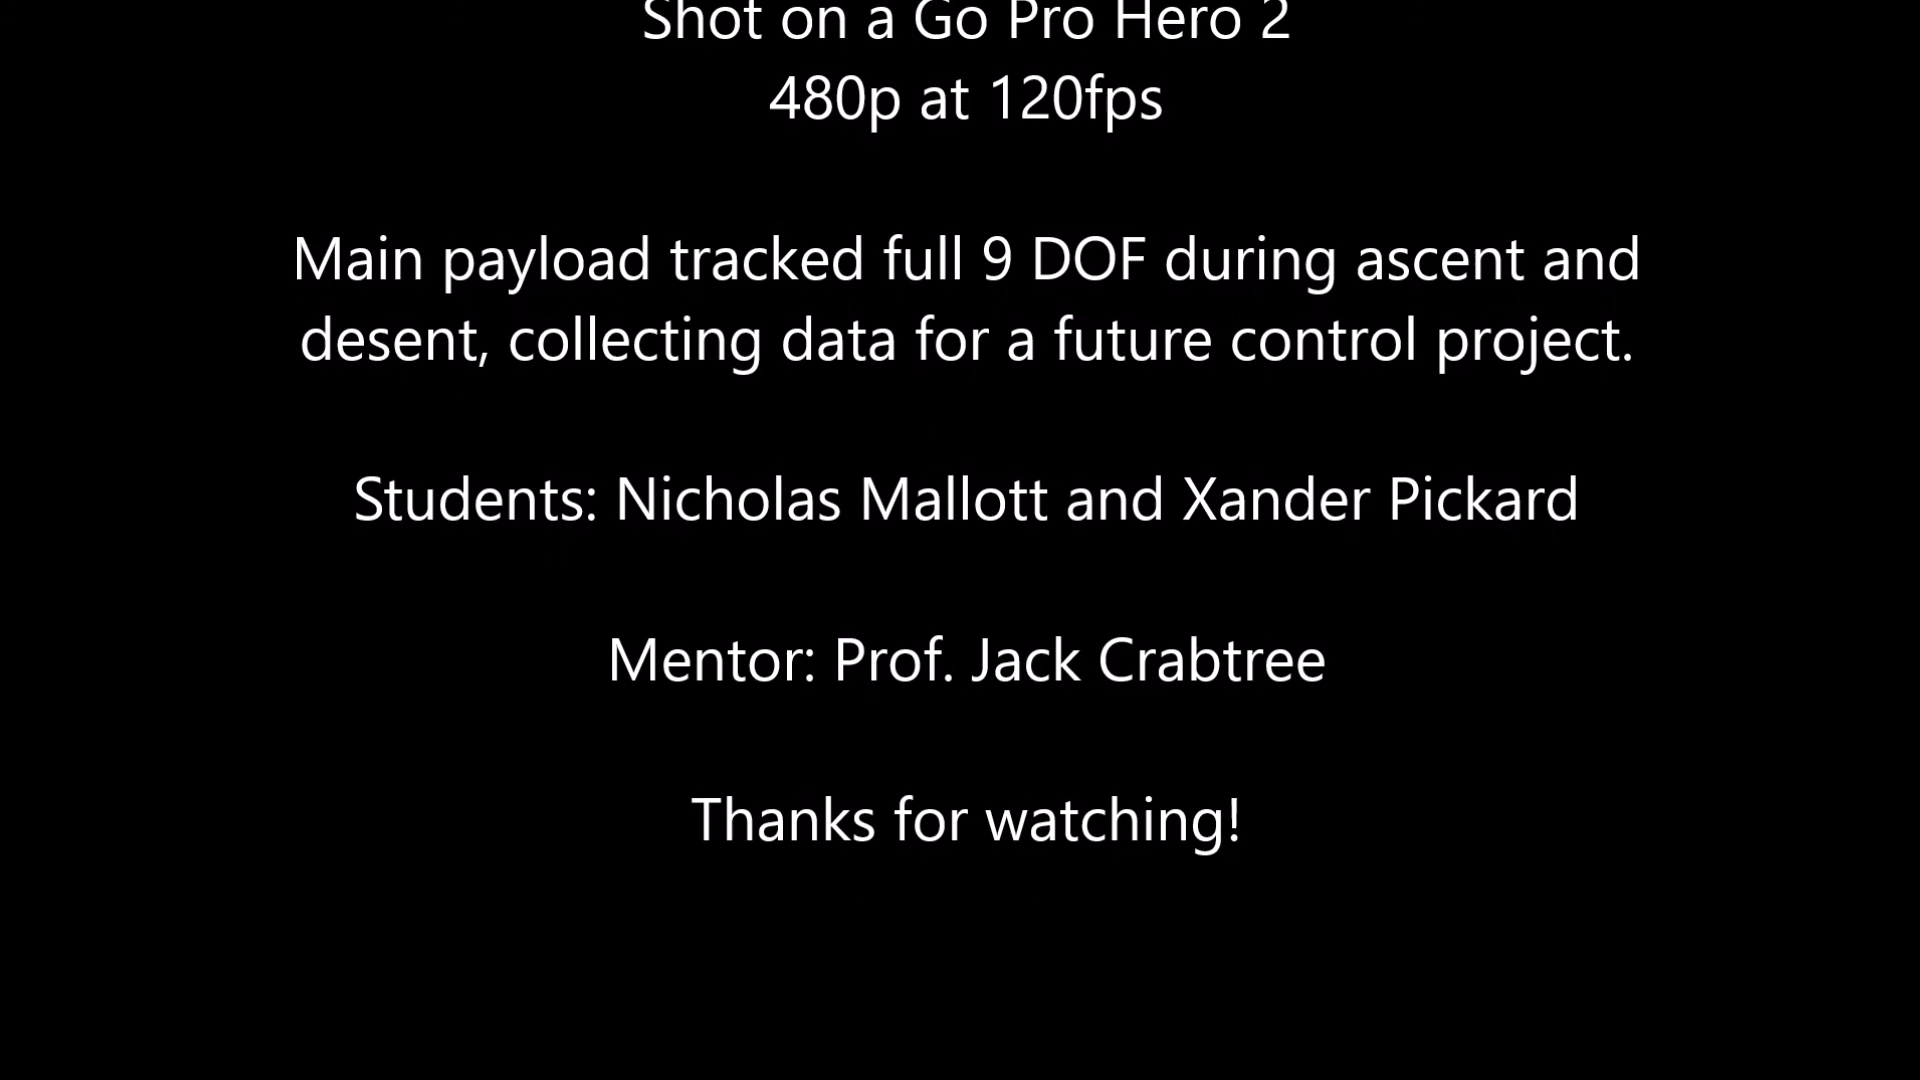 Shot on a Go Pro Hero 2
480p at 120fps
Main payload tracked full 9 DOF during ascent and
desent, collecting data for a future control project.
Students: Nicholas Mallott and Xander Pickard
Mentor: Prof. Jack Crabtree
Thanks for watching!